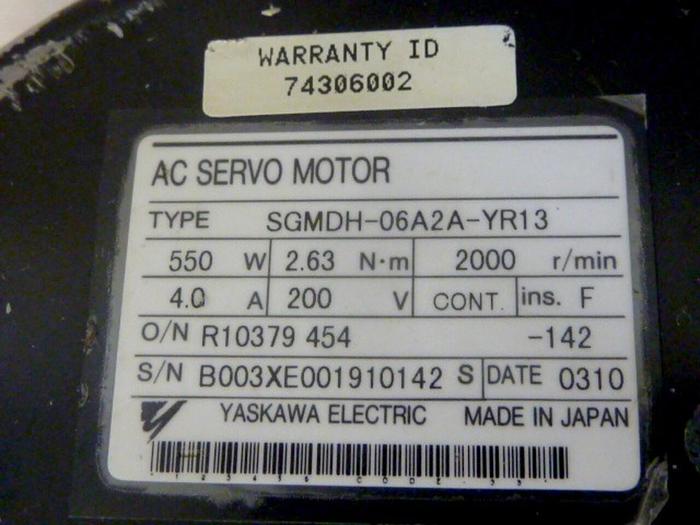 WARRANTY ID
74306002
AC SERVO MOTOR
TYPE SGMDH-06A2A-YR13
550 W 2.63 N·m 2000 r/min
4.0 A 200 V CONT. ins. F
O/N R10379 454 -142
S/N B003XE001910142 S DATE 0310
YASKAWA ELECTRIC MADE IN JAPAN